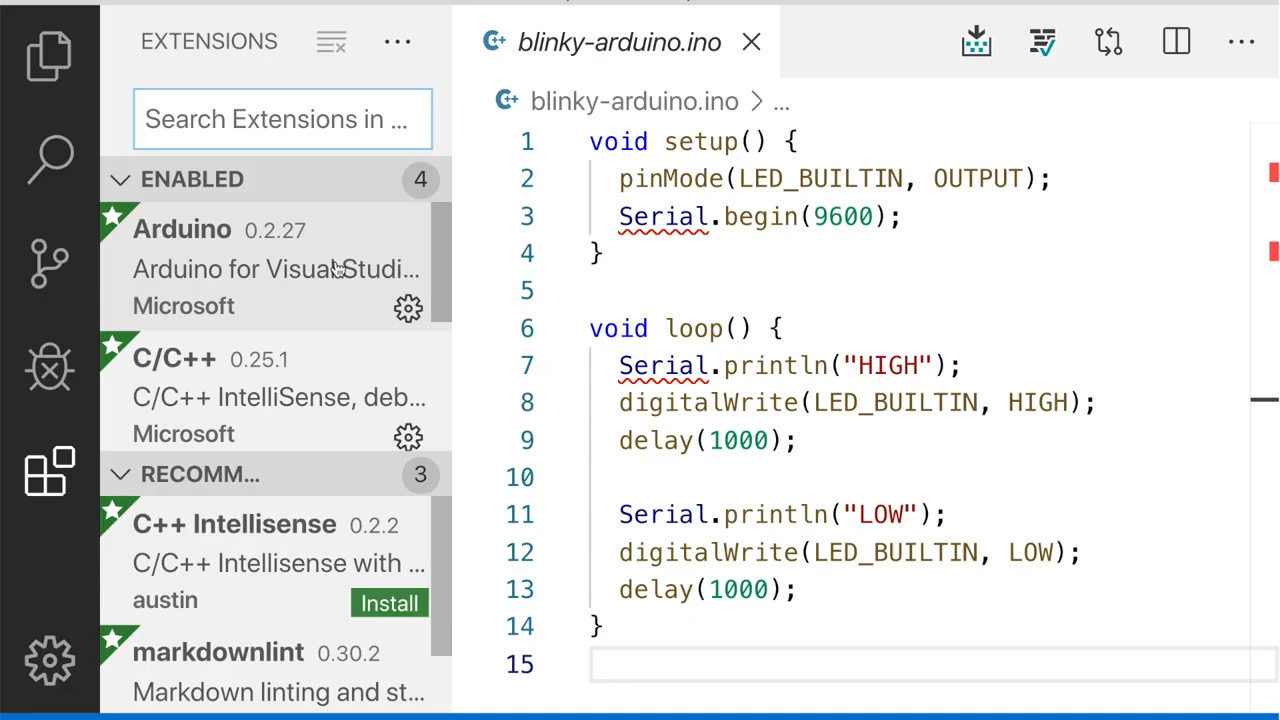 EXTENSIONS
Search Extensions in ...
ENABLED 4
Arduino 0.2.27
Arduino for Visual Studi...
Microsoft
C/C++ 0.25.1
C/C++ IntelliSense, deb...
Microsoft
RECOMM... 3
C++ Intellisense 0.2.2
C/C++ Intellisense with ...
austin
Install
markdownlint 0.30.2
Markdown linting and st...
blinky-arduino.ino
blinky-arduino.ino > ...
1 void setup() {
2   pinMode(LED_BUILTIN, OUTPUT);
3   Serial.begin(9600);
4 }
5
6 void loop() {
7   Serial.println("HIGH");
8   digitalWrite(LED_BUILTIN, HIGH);
9   delay(1000);
10
11   Serial.println("LOW");
12   digitalWrite(LED_BUILTIN, LOW);
13   delay(1000);
14 }
15